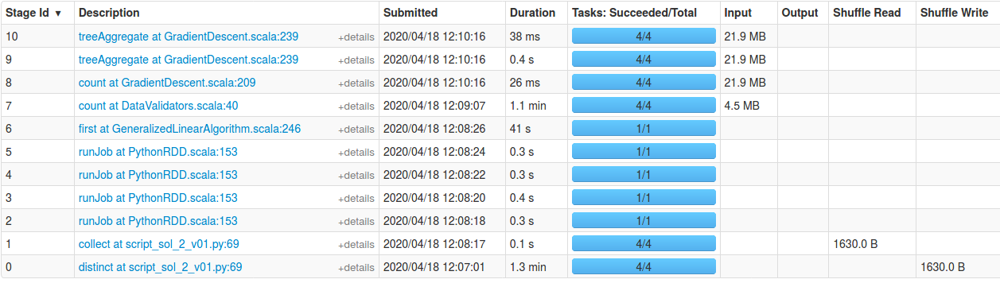 Stage Id ▼ Description Submitted Duration Tasks: Succeeded/Total Input Output Shuffle Read Shuffle Write
10 treeAggregate at GradientDescent.scala:239 +details 2020/04/18 12:10:16 38 ms 4/4 21.9 MB
9 treeAggregate at GradientDescent.scala:239 +details 2020/04/18 12:10:16 0.4 s 4/4 21.9 MB
8 count at GradientDescent.scala:209 +details 2020/04/18 12:10:16 26 ms 4/4 21.9 MB
7 count at DataValidators.scala:40 +details 2020/04/18 12:09:07 1.1 min 4/4 4.5 MB
6 first at GeneralizedLinearAlgorithm.scala:246 +details 2020/04/18 12:08:26 41 s 1/1
5 runJob at PythonRDD.scala:153 +details 2020/04/18 12:08:24 0.3 s 1/1
4 runJob at PythonRDD.scala:153 +details 2020/04/18 12:08:22 0.3 s 1/1
3 runJob at PythonRDD.scala:153 +details 2020/04/18 12:08:20 0.4 s 1/1
2 runJob at PythonRDD.scala:153 +details 2020/04/18 12:08:18 0.3 s 1/1
1 collect at script_sol_2_v01.py:69 +details 2020/04/18 12:08:17 0.1 s 4/4 1630.0 B
0 distinct at script_sol_2_v01.py:69 +details 2020/04/18 12:07:01 1.3 min 4/4 1630.0 B